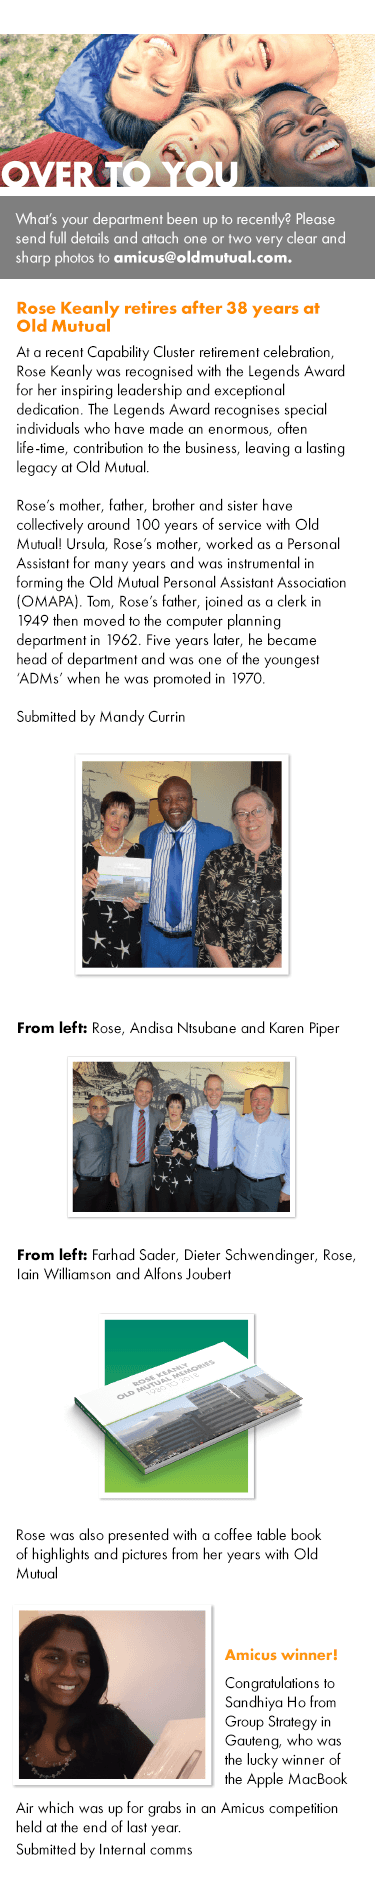 OVER TO YOU
What's your department been up to recently? Please
send full details and attach one or two very clear and
sharp photos to amicus@oldmutual.com.
Rose Keanly retires after 38 years at
Old Mutual
At a recent Capability Cluster retirement celebration,
Rose Keanly was recognised with the Legends Award
for her inspiring leadership and exceptional
dedication. The Legends Award recognises special
individuals who have made an enormous, often
life-time, contribution to the business, leaving a lasting
legacy at Old Mutual.
Rose's mother, father, brother and sister have
collectively around 100 years of service with Old
Mutual! Ursula, Rose's mother, worked as a Personal
Assistant for many years and was instrumental in
forming the Old Mutual Personal Assistant Association
(OMAPA). Tom, Rose's father, joined as a clerk in
1949 then moved to the computer planning
department in 1962. Five years later, he became
head of department and was one of the youngest
'ADMs' when he was promoted in 1970.
Submitted by Mandy Currin
From left: Rose, Andisa Ntsubane and Karen Piper
From left: Farhad Sader, Dieter Schwendinger, Rose,
Iain Williamson and Alfons Joubert
ROSE KEANLY
OLD MUTUAL MEMORIES
1980 TO 2018
Rose was also presented with a coffee table book
of highlights and pictures from her years with Old
Mutual
Amicus winner!
Congratulations to
Sandhiya Ho from
Group Strategy in
Gauteng, who was
the lucky winner of
the Apple MacBook
Air which was up for grabs in an Amicus competition
held at the end of last year.
Submitted by Internal comms